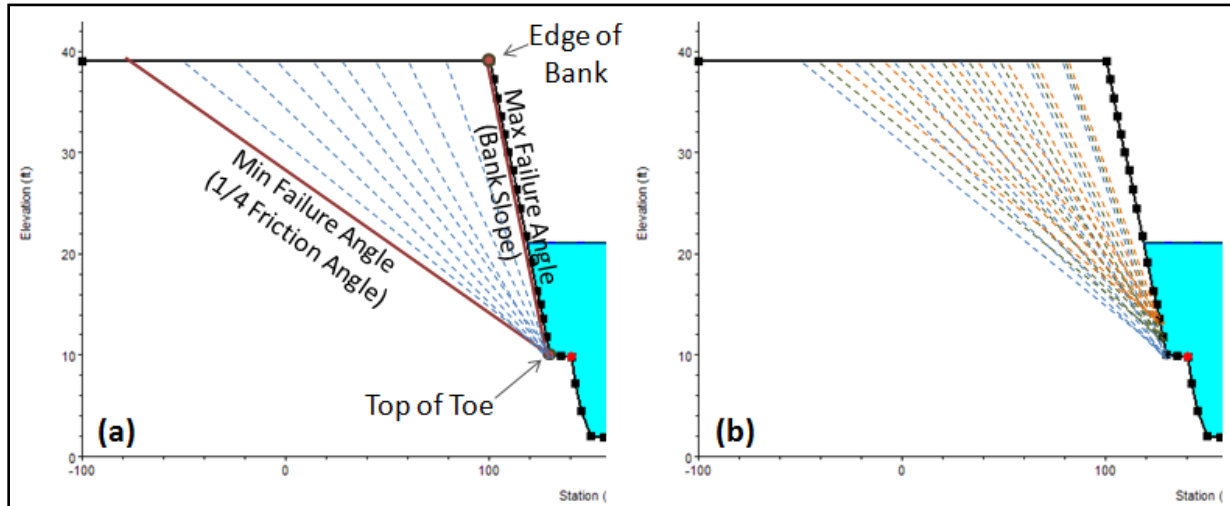 Edge of
Bank
40
30
20
10
0
Elevation (ft)
Min Failure Angle
(1/4 Friction Angle)
Max Failure Angle
(Bank Slope)
Top of Toe
(a)
-100
0
100
Station (
40
30
20
10
0
Elevation (ft)
(b)
-100
0
100
Station (